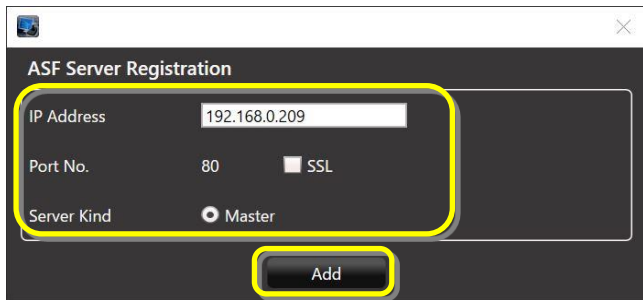 ASF Server Registration
IP Address 192.168.0.209
Port No. 80 SSL
Server Kind Master
Add